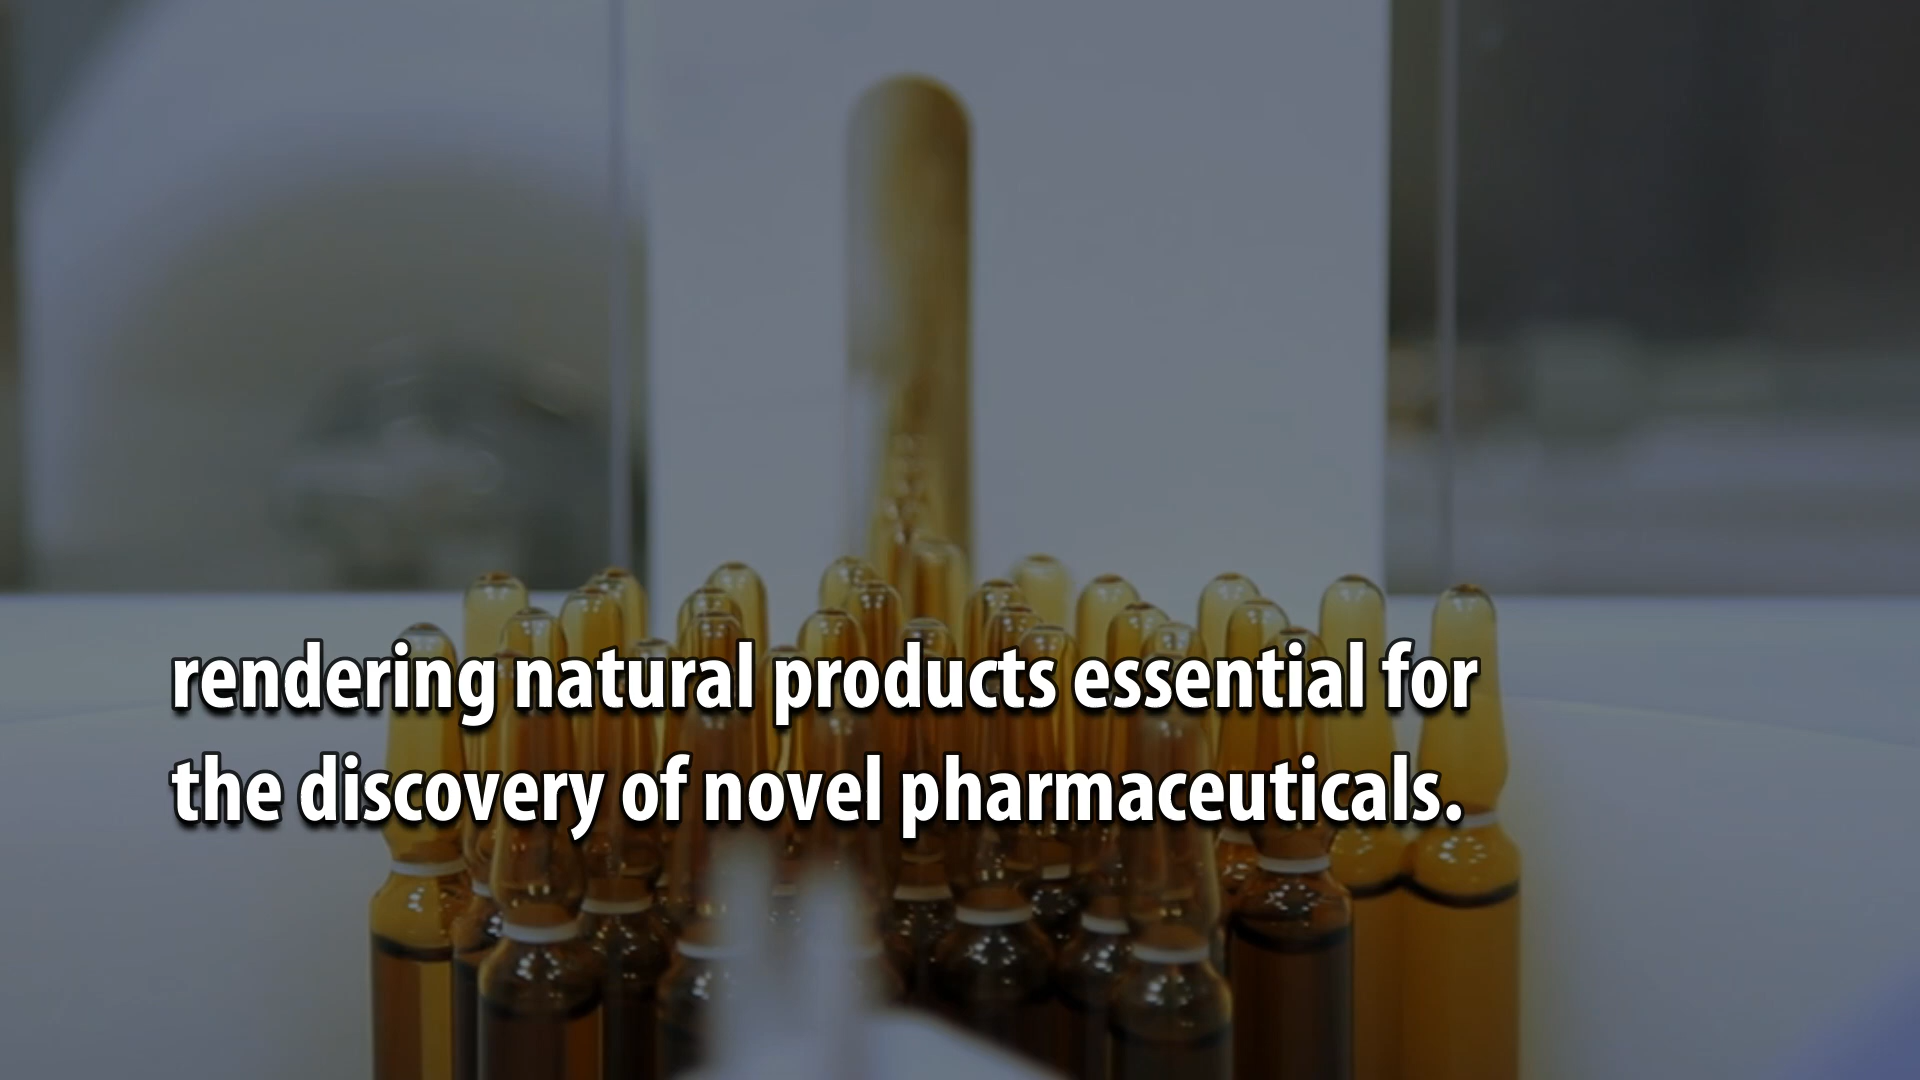 rendering natural products essential for
the discovery of novel pharmaceuticals.